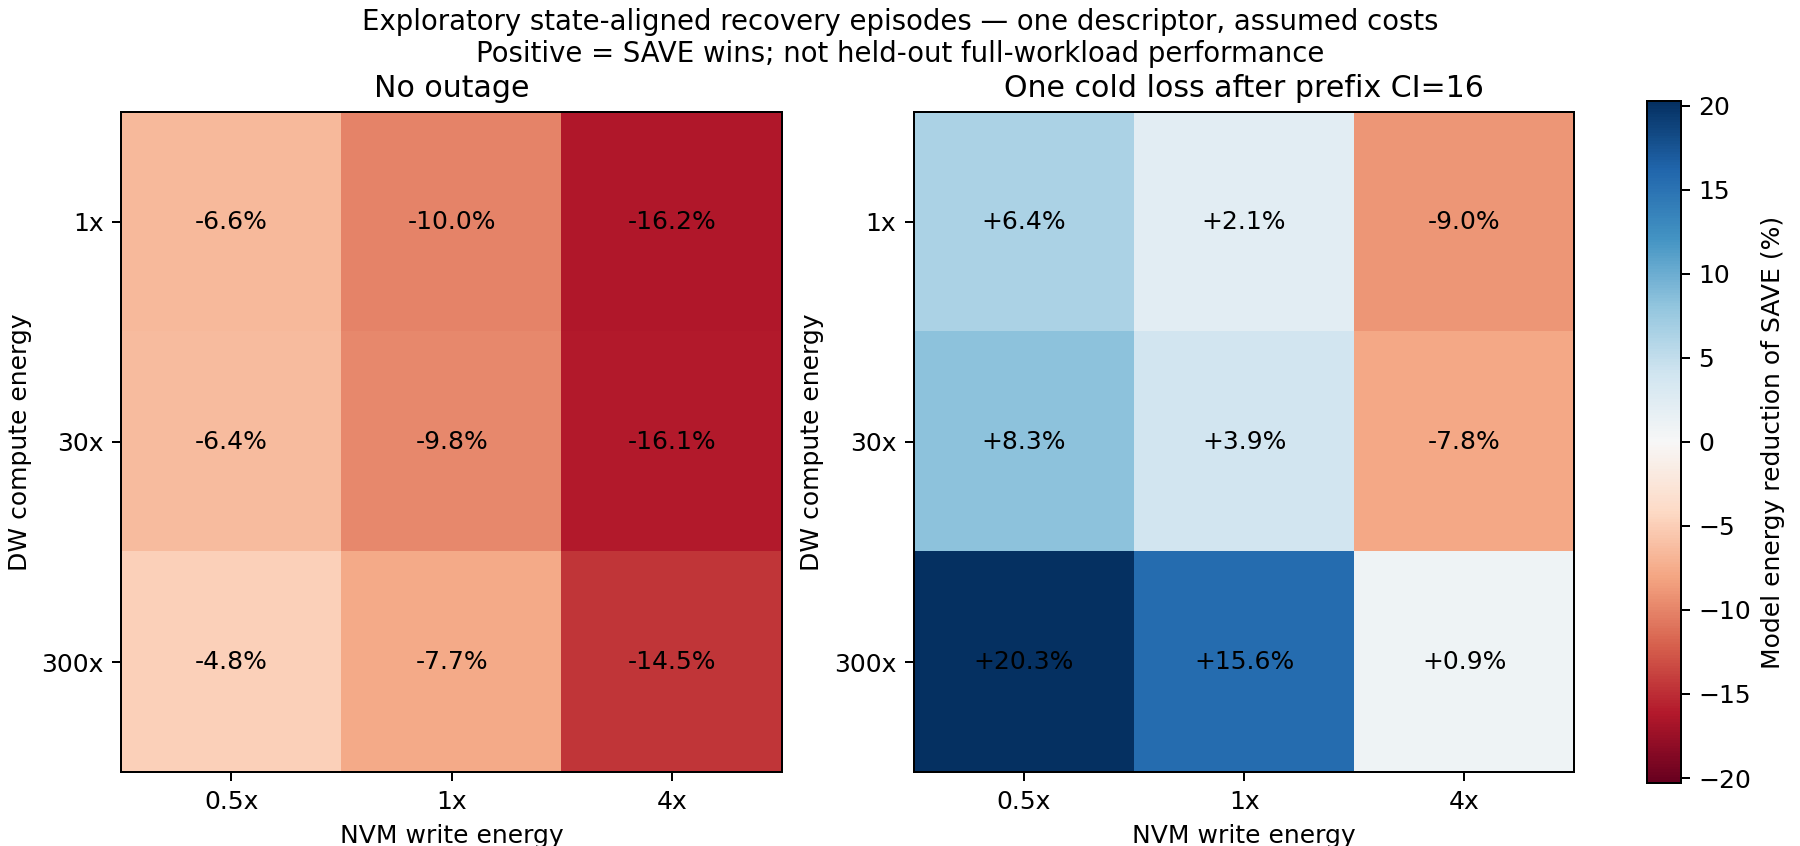 Exploratory state-aligned recovery episodes — one descriptor, assumed costs
Positive = SAVE wins; not held-out full-workload performance
No outage
DW compute energy
1x
-6.6%
-10.0%
-16.2%
30x
-6.4%
-9.8%
-16.1%
300x
-4.8%
-7.7%
-14.5%
0.5x
1x
4x
NVM write energy
One cold loss after prefix CI=16
DW compute energy
1x
+6.4%
+2.1%
-9.0%
30x
+8.3%
+3.9%
-7.8%
300x
+20.3%
+15.6%
+0.9%
0.5x
1x
4x
NVM write energy
20
15
10
5
0
−5
−10
−15
−20
Model energy reduction of SAVE (%)